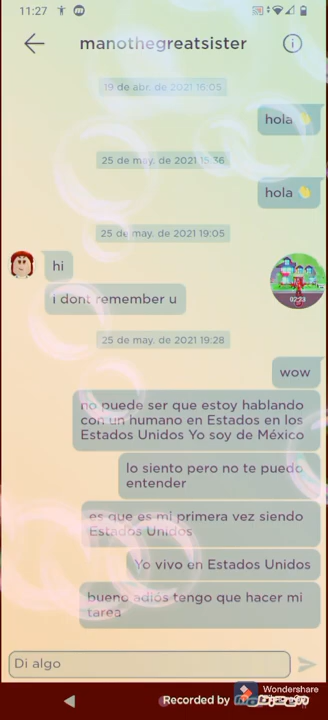 11:27
manothegreatsister
19 de abr. de 2021 16:05
hola 👋
25 de may. de 2021 15:36
hola 👋
25 de may. de 2021 19:05
hi
i dont remember u
02:23
25 de may. de 2021 19:28
wow
no puede ser que estoy hablando
con un humano en Estados en los
Estados Unidos Yo soy de México
lo siento pero no te puedo
entender
es que es mi primera vez siendo
Estados Unidos
Yo vivo en Estados Unidos
bueno adiós tengo que hacer mi
tarea
Di algo
Wondershare
Recorded by